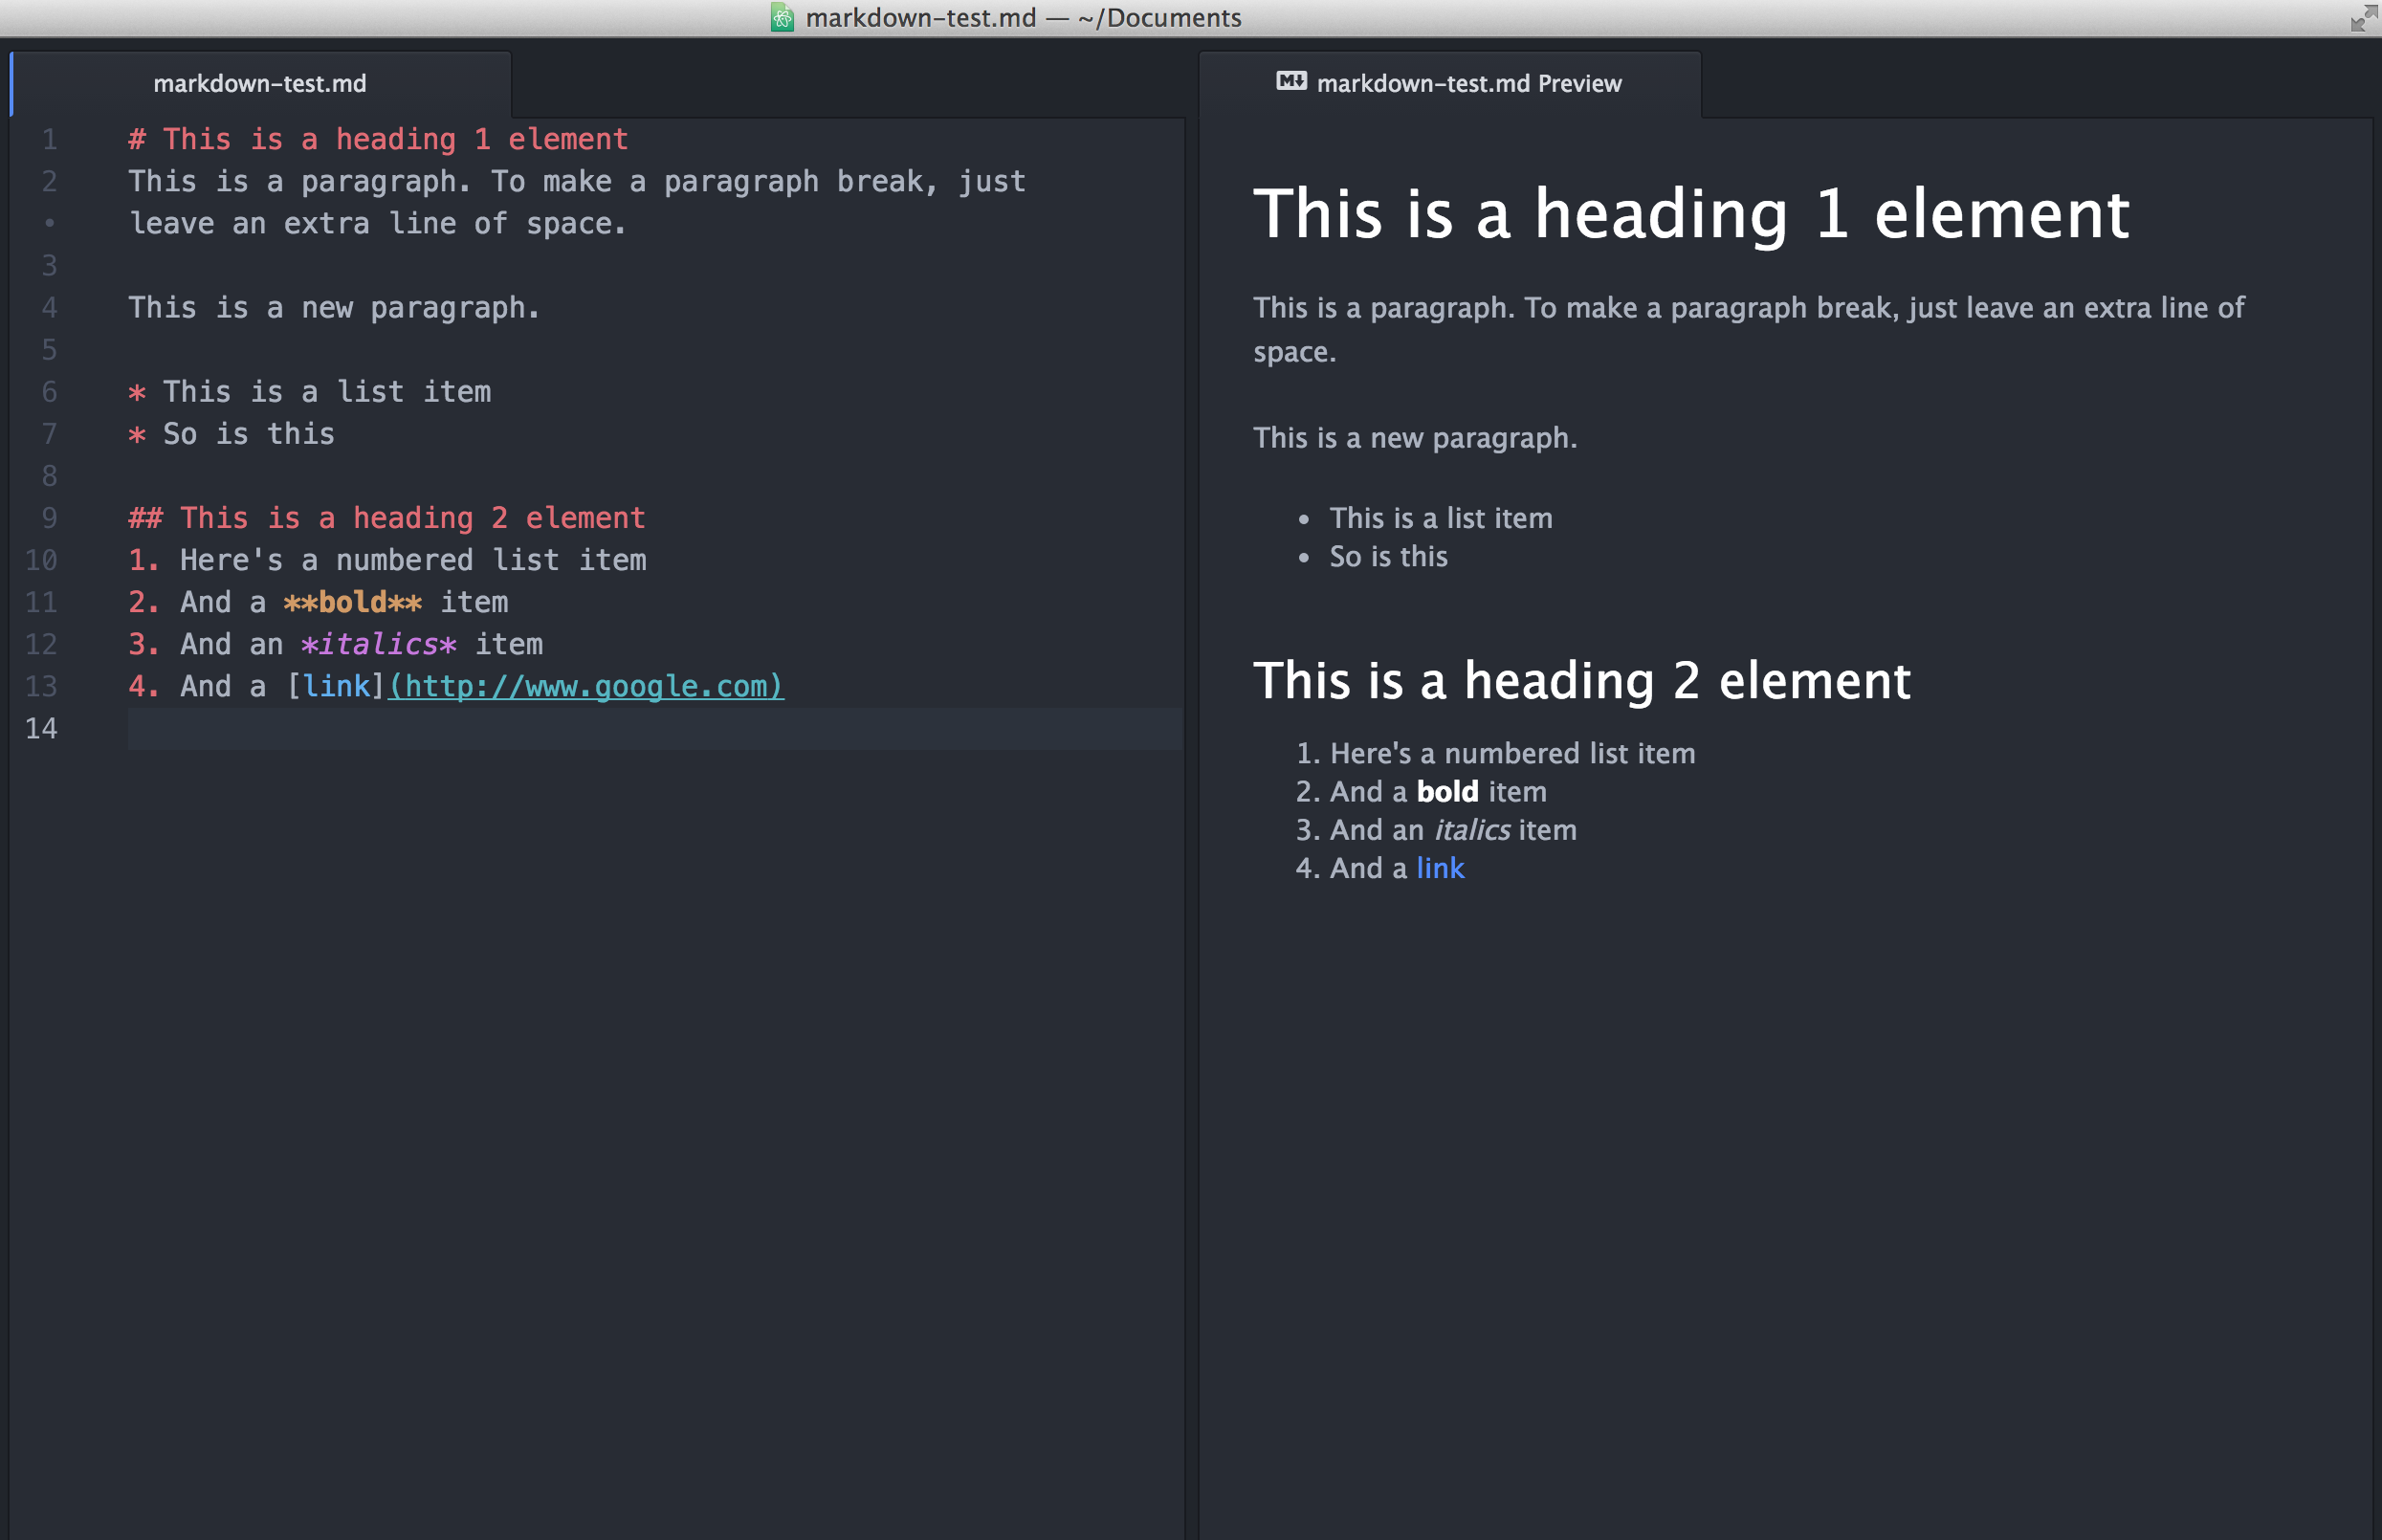 markdown-test.md — ~/Documents
markdown-test.md
1 # This is a heading 1 element
2 This is a paragraph. To make a paragraph break, just
• leave an extra line of space.
3
4 This is a new paragraph.
5
6 * This is a list item
7 * So is this
8
9 ## This is a heading 2 element
10 1. Here's a numbered list item
11 2. And a **bold** item
12 3. And an *italics* item
13 4. And a [link](http://www.google.com)
14
M↓ markdown-test.md Preview
This is a heading 1 element
This is a paragraph. To make a paragraph break, just leave an extra line of
space.
This is a new paragraph.
• This is a list item
• So is this
This is a heading 2 element
1. Here's a numbered list item
2. And a bold item
3. And an italics item
4. And a link